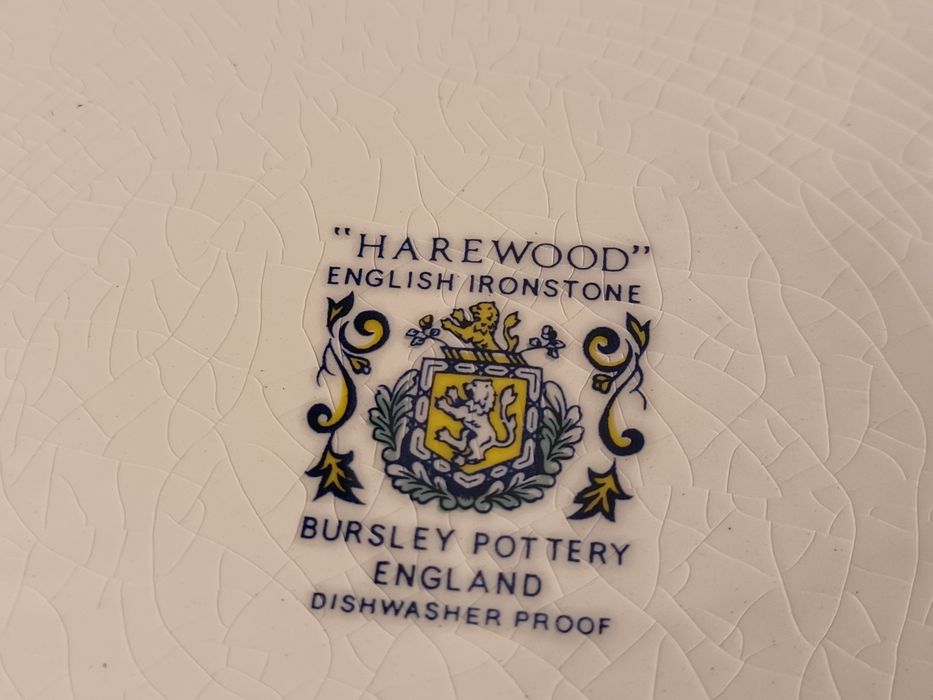 "HAREWOOD"
ENGLISH IRONSTONE
BURSLEY POTTERY
ENGLAND
DISHWASHER PROOF